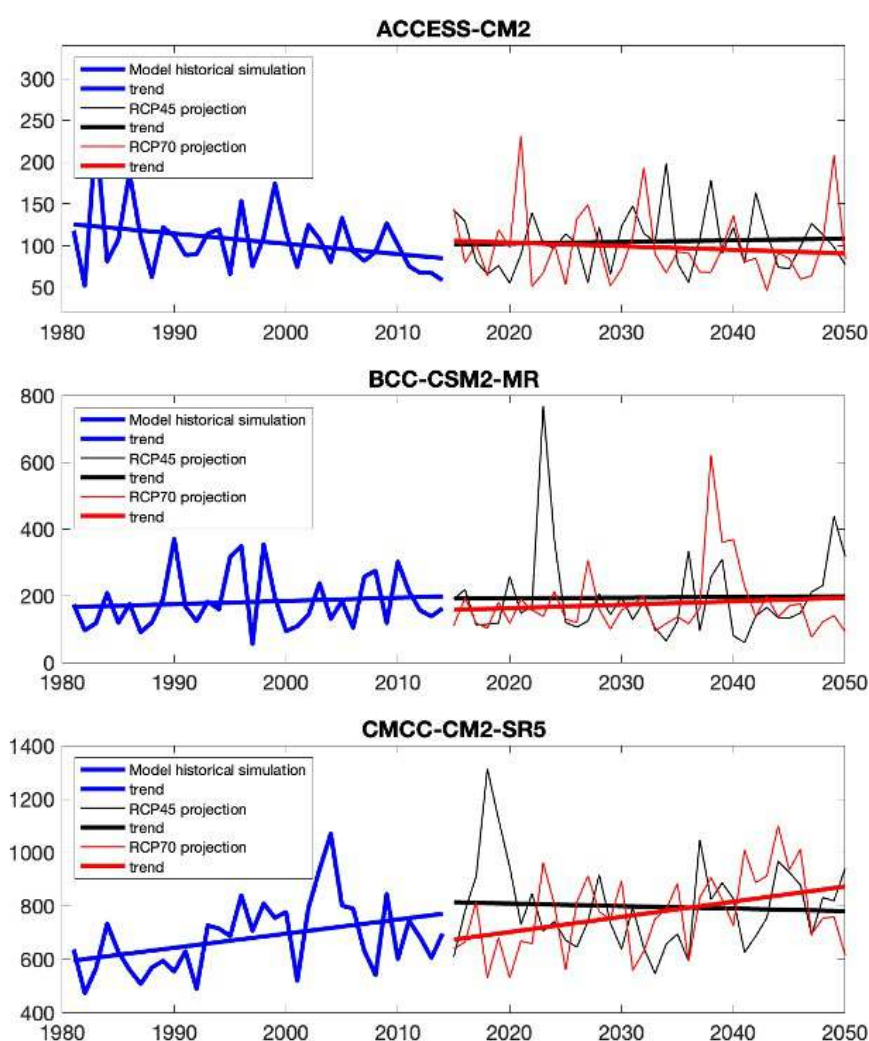 ACCESS-CM2
300
250
200
150
100
50
Model historical simulation
trend
RCP45 projection
trend
RCP70 projection
trend
1980 1990 2000 2010 2020 2030 2040 2050
BCC-CSM2-MR
800
600
400
200
0
Model historical simulation
trend
RCP45 projection
trend
RCP70 projection
trend
1980 1990 2000 2010 2020 2030 2040 2050
CMCC-CM2-SR5
1400
1200
1000
800
600
400
Model historical simulation
trend
RCP45 projection
trend
RCP70 projection
trend
1980 1990 2000 2010 2020 2030 2040 2050